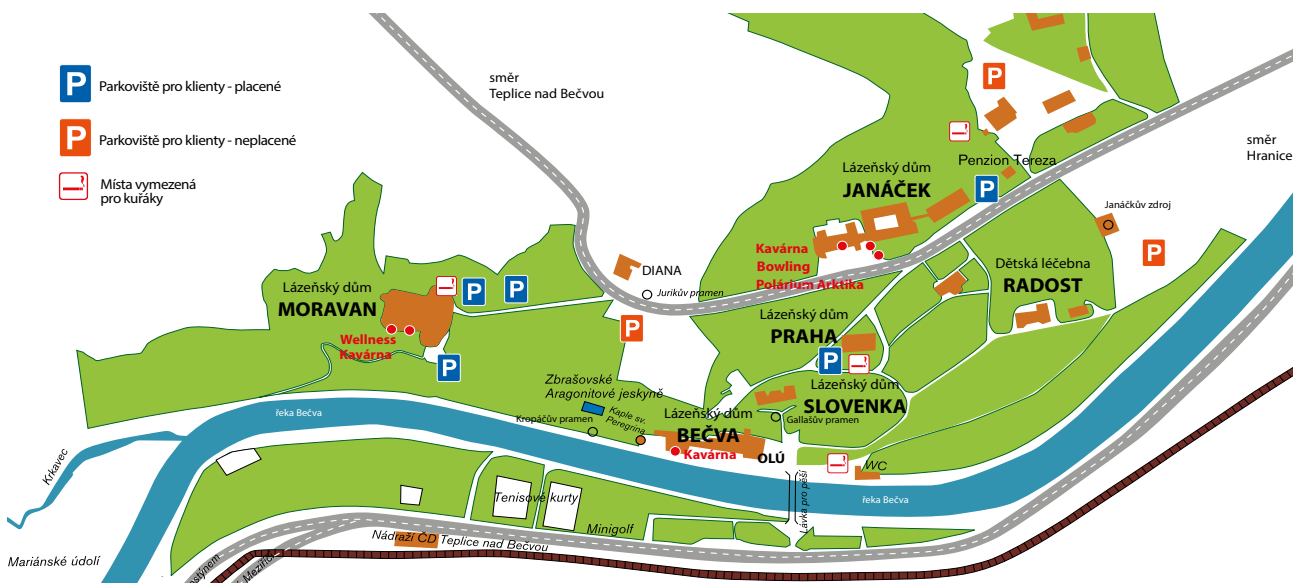 P Parkoviště pro klienty - placené
P Parkoviště pro klienty - neplacené
Místa vymezená
pro kuřáky
směr
Teplice nad Bečvou
směr
Hranice
P
Penzion Tereza
Lázeňský dům
JANÁČEK
P
Janáčkův zdroj
P
Kavárna
Bowling
Polárium Arktika
Dětská léčebna
RADOST
DIANA
Juríkův pramen
Lázeňský dům
MORAVAN
P
P
Wellness
Kavárna
P
P
Lázeňský dům
PRAHA
P
Zbrašovské
Aragonitové jeskyně
Kaple sv.
Peregrina
Kropáčův pramen
Lázeňský dům
SLOVENKA
Gallašův pramen
Lázeňský dům
BEČVA
Kavárna
OLÚ
WC
řeka Bečva
řeka Bečva
Lávka pro pěší
Krkavec
Tenisové kurty
Minigolf
Nádraží ČD Teplice nad Bečvou
Mariánské údolí